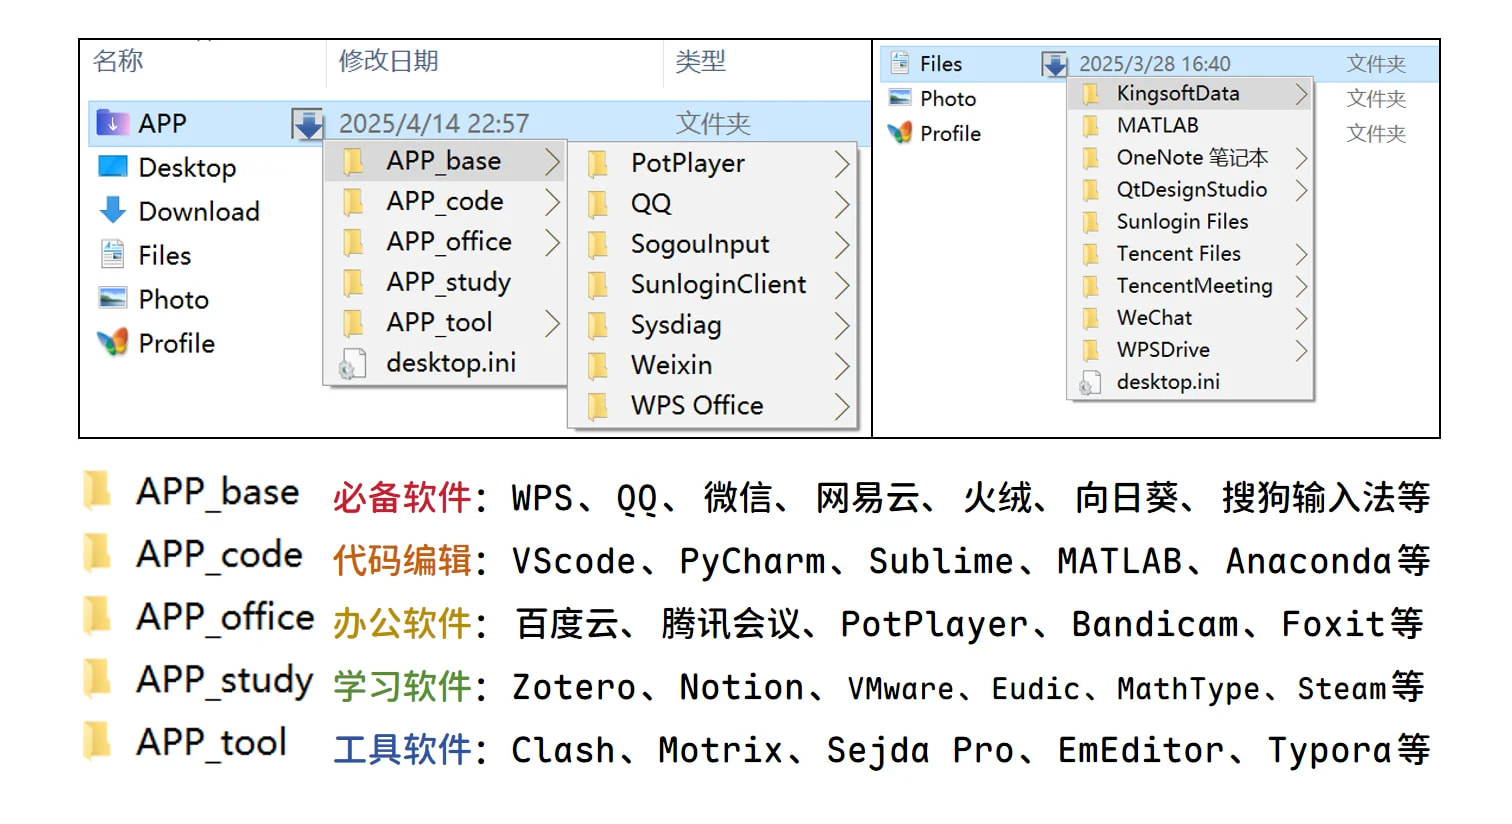 名称 修改日期 类型
APP 2025/4/14 22:57 文件夹
Desktop
Download
Files
Photo
Profile
APP_base
APP_code
APP_office
APP_study
APP_tool
desktop.ini
PotPlayer
QQ
SogouInput
SunloginClient
Sysdiag
Weixin
WPS Office
Files 2025/3/28 16:40 文件夹
Photo 文件夹
Profile 文件夹
KingsoftData
MATLAB
OneNote 笔记本
QtDesignStudio
Sunlogin Files
Tencent Files
TencentMeeting
WeChat
WPSDrive
desktop.ini
APP_base 必备软件：WPS、QQ、微信、网易云、火绒、向日葵、搜狗输入法等
APP_code 代码编辑：VScode、PyCharm、Sublime、MATLAB、Anaconda等
APP_office 办公软件：百度云、腾讯会议、PotPlayer、Bandicam、Foxit等
APP_study 学习软件：Zotero、Notion、VMware、Eudic、MathType、Steam等
APP_tool 工具软件：Clash、Motrix、Sejda Pro、EmEditor、Typora等